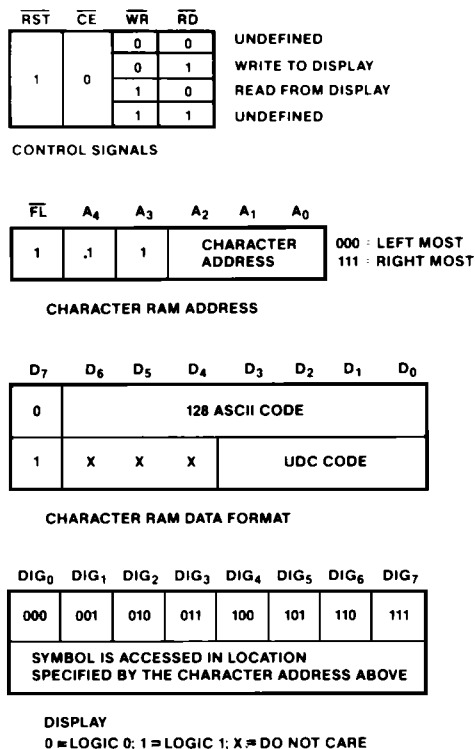 RST CE WR RD
0 0 UNDEFINED
1 0 0 1 WRITE TO DISPLAY
1 0 READ FROM DISPLAY
1 1 UNDEFINED
CONTROL SIGNALS
FL A4 A3 A2 A1 A0
1 .1 1 CHARACTER ADDRESS
000 = LEFT MOST
111 = RIGHT MOST
CHARACTER RAM ADDRESS
D7 D6 D5 D4 D3 D2 D1 D0
0 128 ASCII CODE
1 X X X UDC CODE
CHARACTER RAM DATA FORMAT
DIG0 DIG1 DIG2 DIG3 DIG4 DIG5 DIG6 DIG7
000 001 010 011 100 101 110 111
SYMBOL IS ACCESSED IN LOCATION
SPECIFIED BY THE CHARACTER ADDRESS ABOVE
DISPLAY
0 = LOGIC 0; 1 = LOGIC 1; X = DO NOT CARE